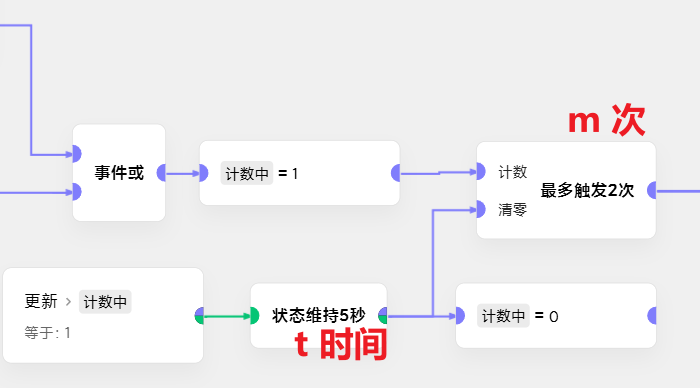 m 次
事件或
计数中 = 1
计数
最多触发2次
清零
更新 > 计数中
等于: 1
状态维持5秒
计数中 = 0
t 时间